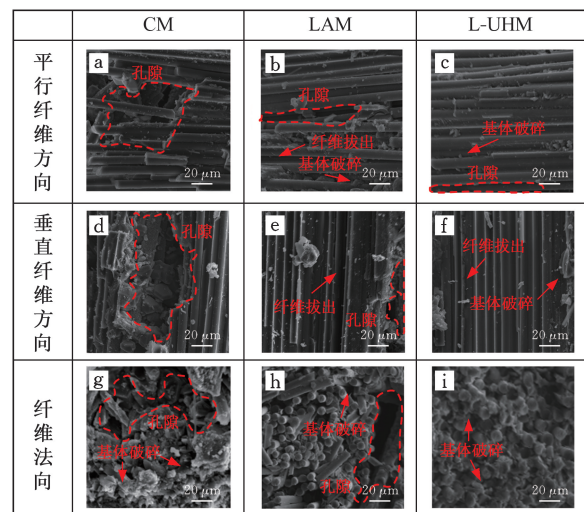 CM
LAM
L-UHM
平行纤维方向
a
孔隙
20 μm
b
孔隙
纤维拔出
基体破碎
20 μm
c
基体破碎
孔隙
20 μm
垂直纤维方向
d
孔隙
20 μm
e
纤维拔出
孔隙
20 μm
f
纤维拔出
基体破碎
20 μm
纤维法向
g
孔隙
基体破碎
20 μm
h
基体破碎
孔隙
20 μm
i
基体破碎
20 μm